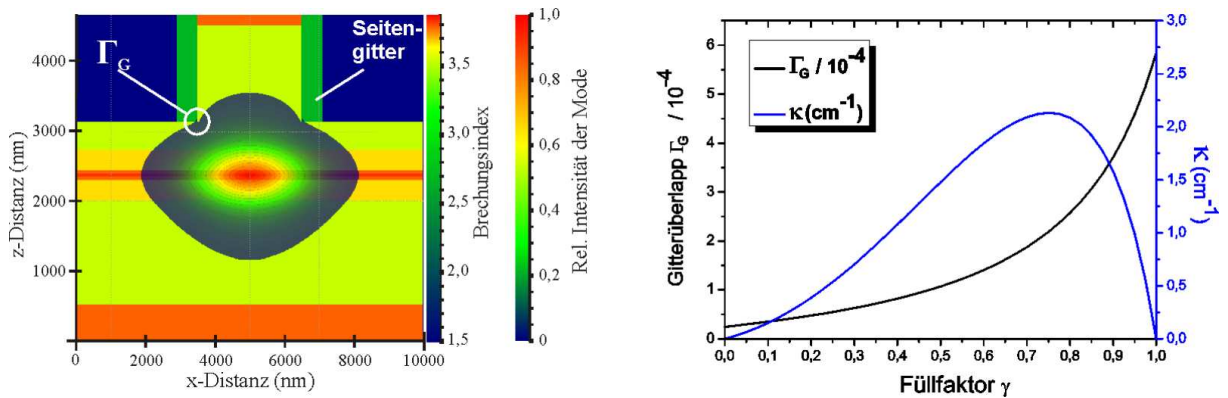 4000
3000
2000
1000
z-Distanz (nm)
0
2000
4000
6000
8000
10000
x-Distanz (nm)
Γ_G
Seiten-
gitter
3,5
3,0
2,5
2,0
1,5
Brechungsindex
1,0
0,8
0,6
0,4
0,2
0
Rel. Intensität der Mode
6
5
4
3
2
1
0
Gitterüberlapp Γ_G / 10^-4
Γ_G / 10^-4
κ (cm^-1)
0,0 0,1 0,2 0,3 0,4 0,5 0,6 0,7 0,8 0,9 1,0
Füllfaktor γ
3,0
2,5
2,0
1,5
1,0
0,5
0,0
κ (cm^-1)